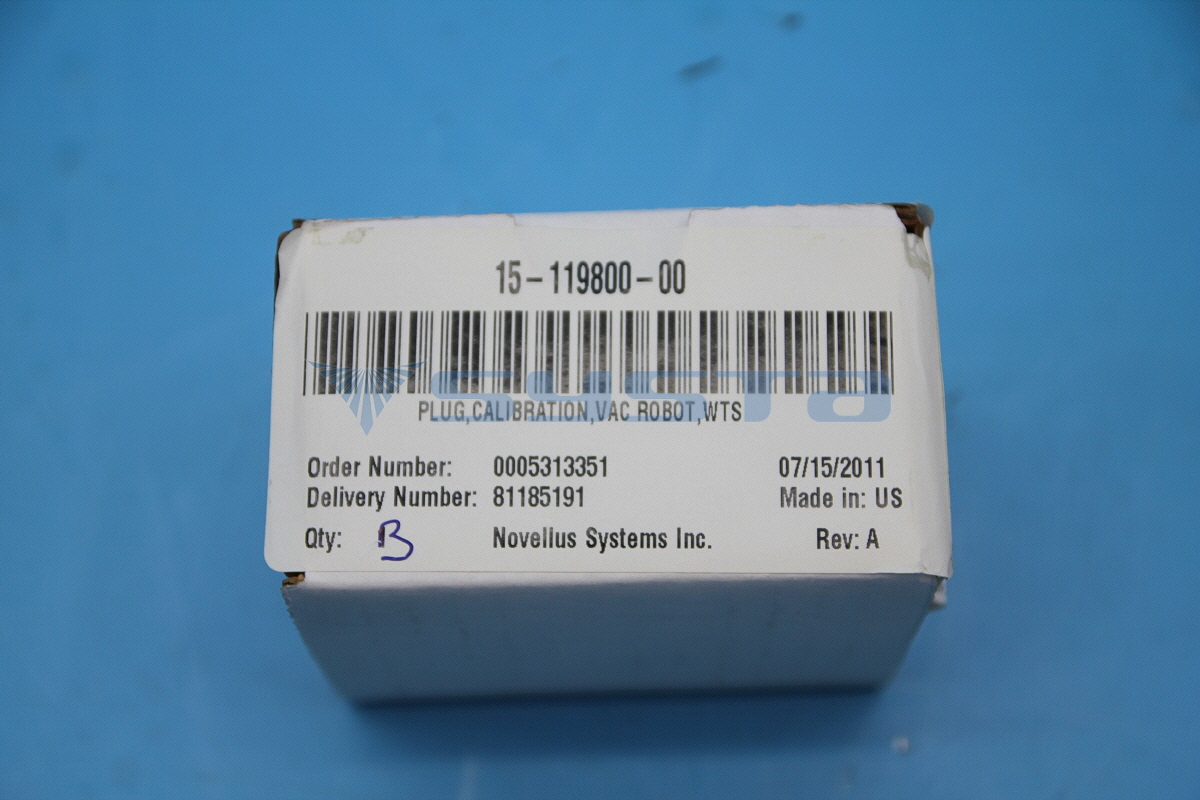 15-119800-00
SYSTA
PLUG,CALIBRATION,VAC ROBOT,WTS
Order Number: 0005313351 07/15/2011
Delivery Number: 81185191 Made in: US
Qty: Novellus Systems Inc. Rev: A